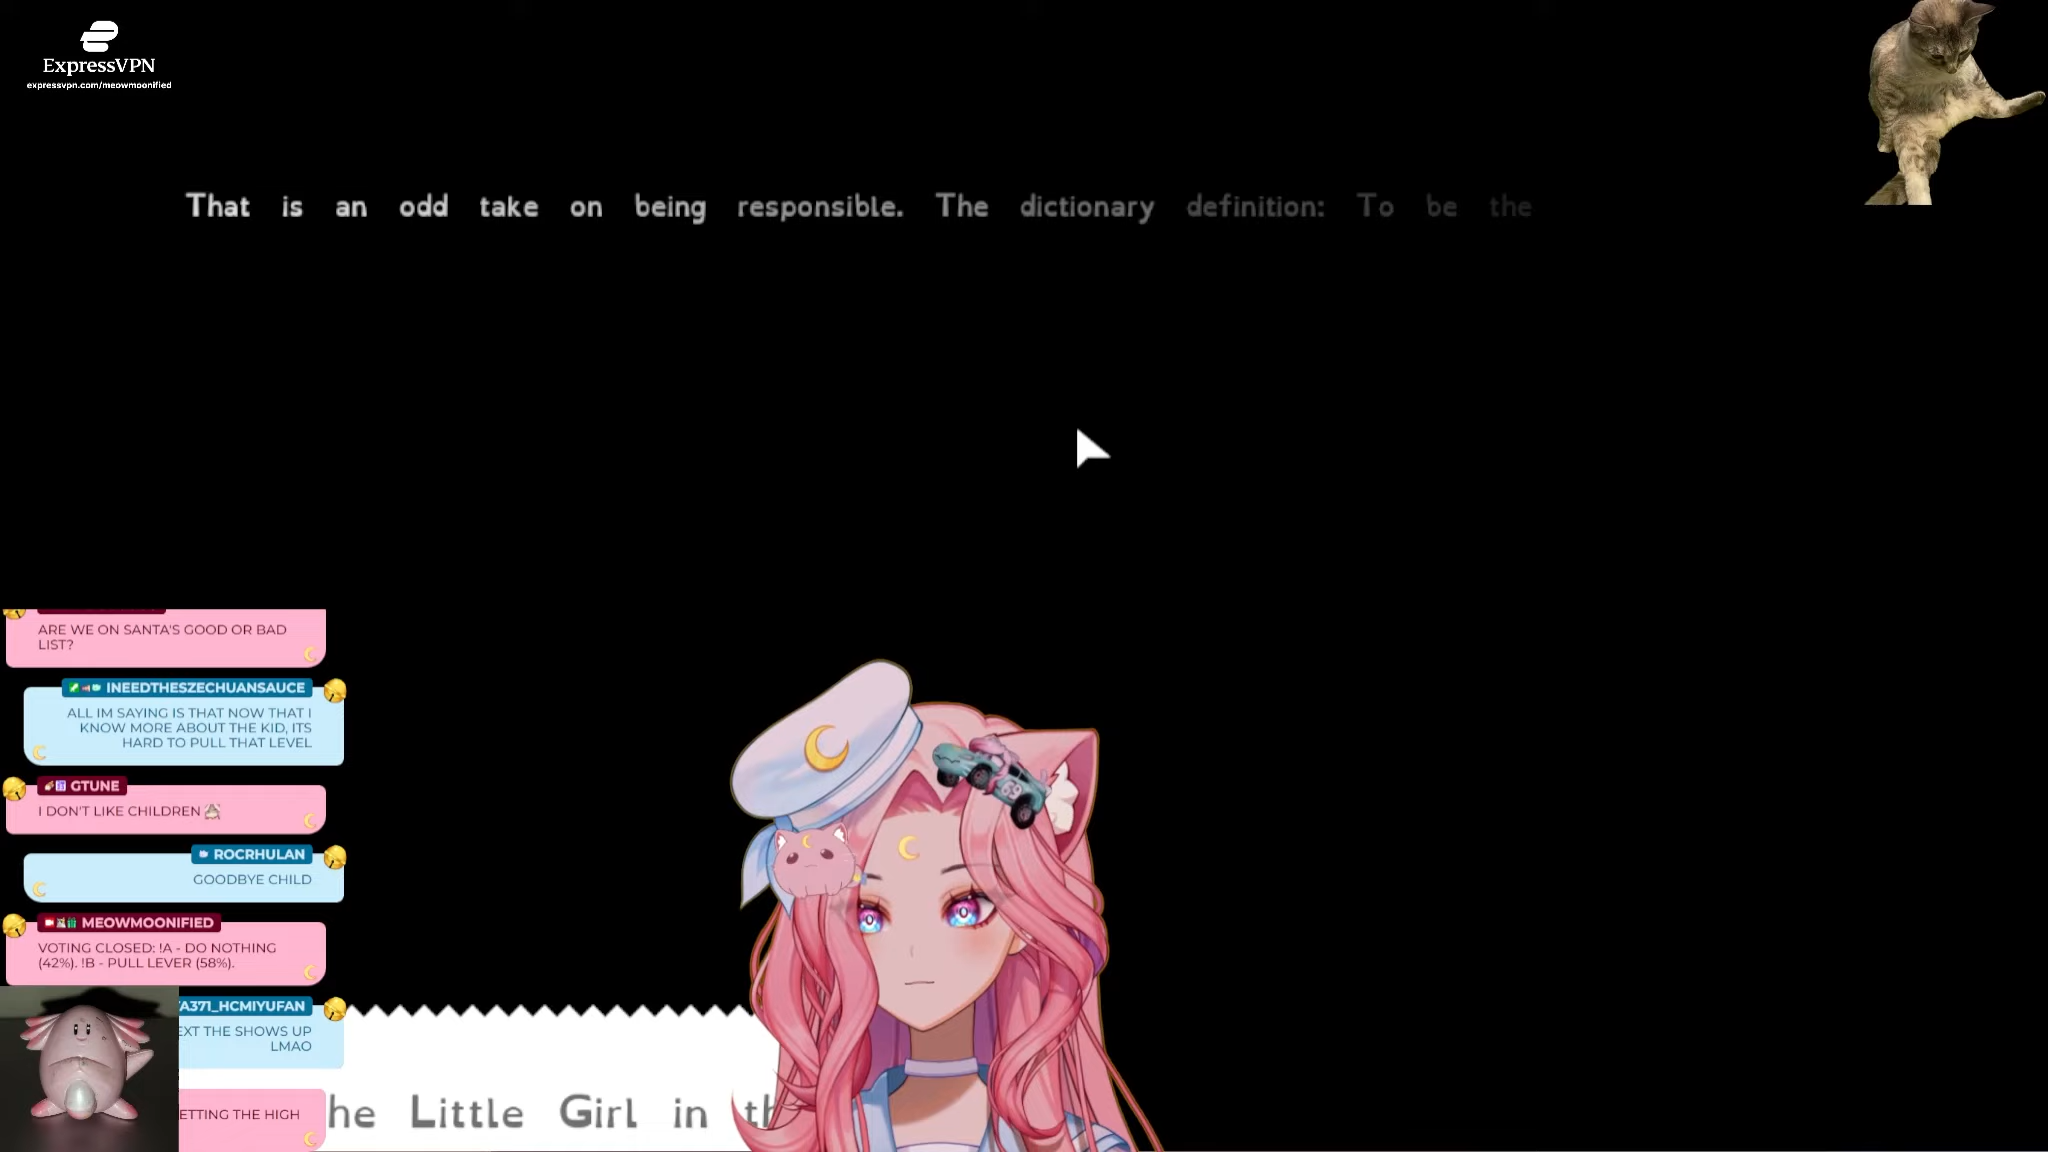 ExpressVPN
expressvpn.com/meowmoonified
That is an odd take on being responsible. The dictionary definition: To be the
ARE WE ON SANTA'S GOOD OR BAD
LIST?
INEEDTHESZECHUANSAUCE
ALL IM SAYING IS THAT NOW THAT I
KNOW MORE ABOUT THE KID, ITS
HARD TO PULL THAT LEVEL
GTUNE
I DON'T LIKE CHILDREN
ROCRHULAN
GOODBYE CHILD
MEOWMOONIFIED
VOTING CLOSED: !A - DO NOTHING
(42%). !B - PULL LEVER (58%).
A371_HCMIYUFAN
EXT THE SHOWS UP
LMAO
ETTING THE HIGH
he Little Girl in th